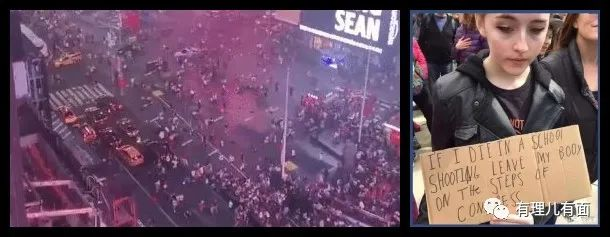 SEAN
IF I DIE IN A SCHOOL
SHOOTING LEAVE MY BODY
ON THE STEPS OF
CONGRESS
有理儿有面